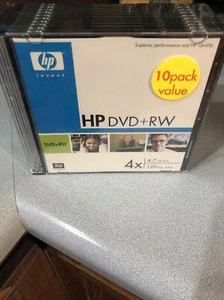 Superior performance and HP Quality
hp
invent
10pack
value
HP DVD+RW
DVD+RW
4x
4.7
120